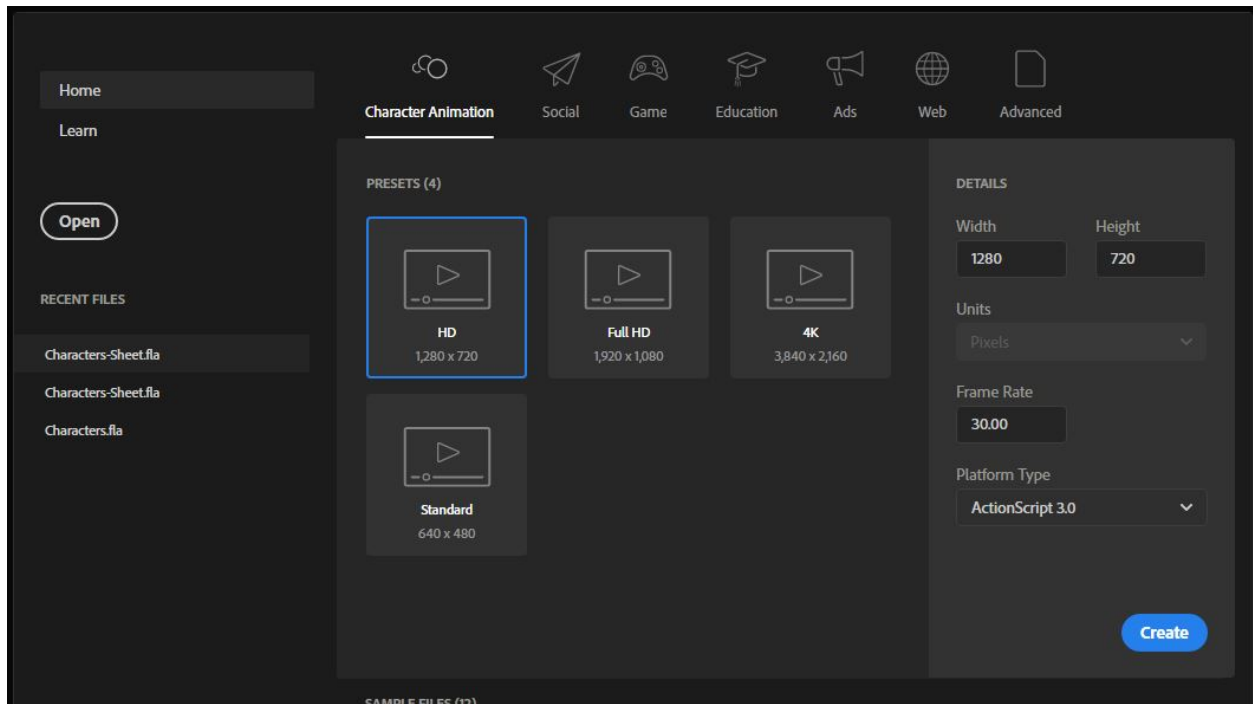 Home
Learn
Open
RECENT FILES
Characters-Sheet.fla
Characters-Sheet.fla
Characters.fla
Character Animation
Social
Game
Education
Ads
Web
Advanced
PRESETS (4)
HD
1,280 x 720
Full HD
1,920 x 1,080
4K
3,840 x 2,160
Standard
640 x 480
DETAILS
Width
Height
1280
720
Units
Pixels
Frame Rate
30.00
Platform Type
ActionScript 3.0
Create
SAMPLE FILES (12)